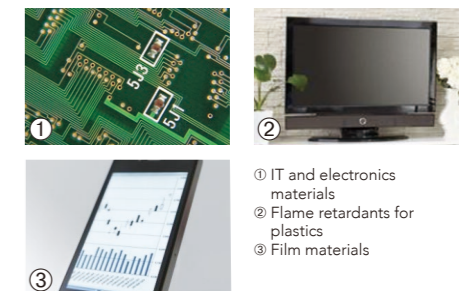 5J3
5J1
①
②
③
① IT and electronics
materials
② Flame retardants for
plastics
③ Film materials